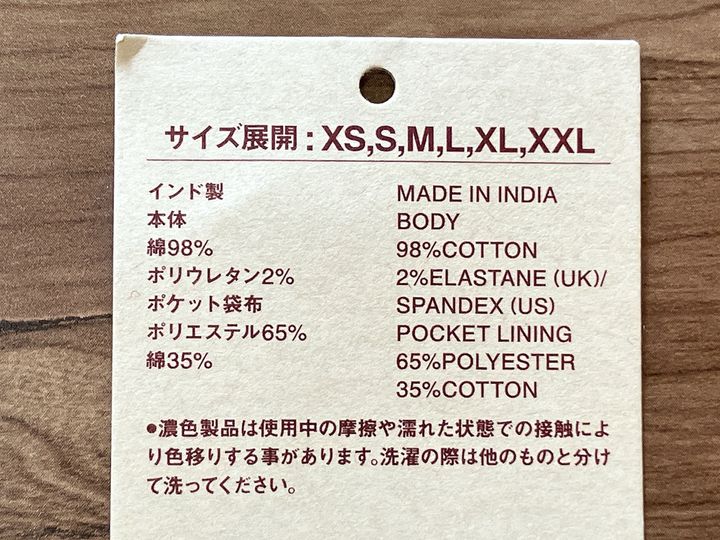 サイズ展開 : XS,S,M,L,XL,XXL
インド製
本体
綿98%
ポリウレタン2%
ポケット袋布
ポリエステル65%
綿35%
MADE IN INDIA
BODY
98%COTTON
2%ELASTANE (UK)/
SPANDEX (US)
POCKET LINING
65%POLYESTER
35%COTTON
●濃色製品は使用中の摩擦や濡れた状態での接触によ
り色移りする事があります。洗濯の際は他のものと分け
て洗ってください。